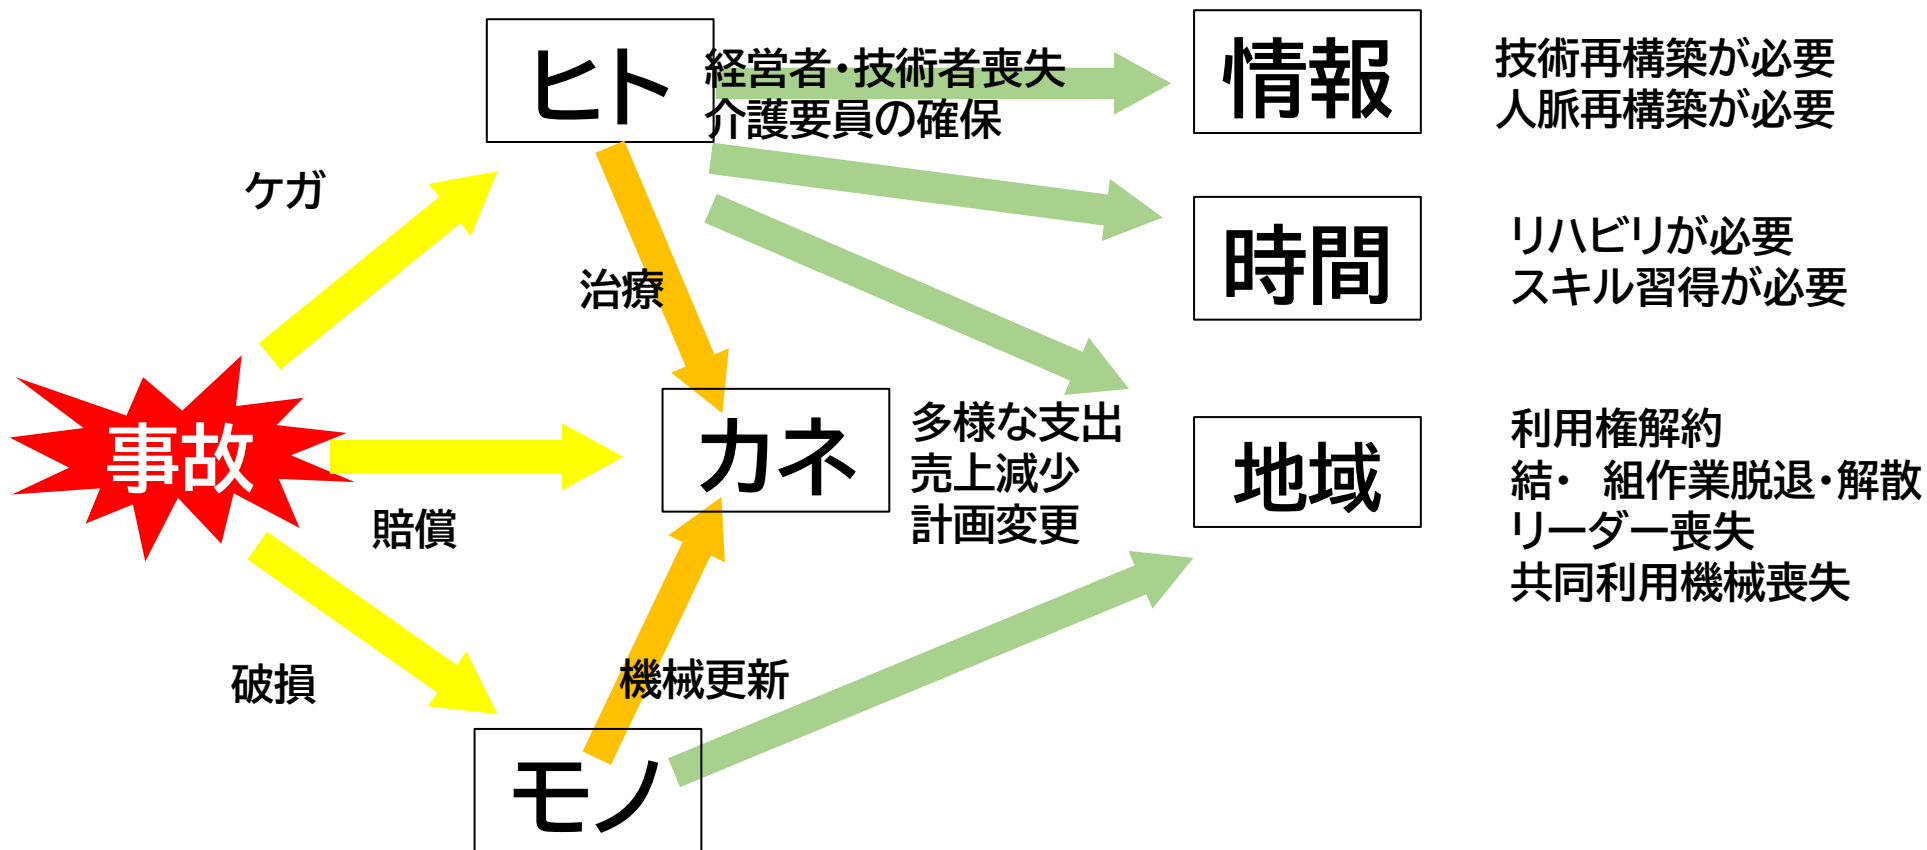 ヒト
経営者・技術者喪失
介護要員の確保
情報
技術再構築が必要
人脈再構築が必要
ケガ
時間
リハビリが必要
スキル習得が必要
治療
事故
カネ
多様な支出
売上減少
計画変更
地域
利用権解約
結・ 組作業脱退・解散
リーダー喪失
共同利用機械喪失
賠償
破損
機械更新
モノ